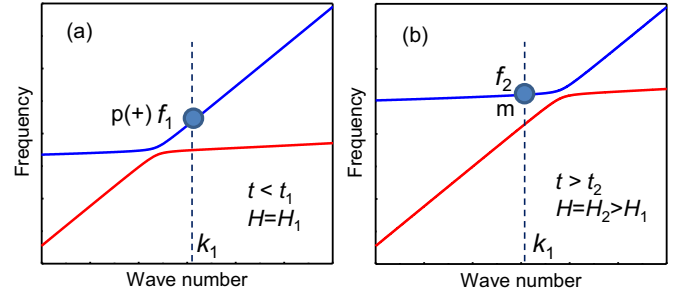 (a)
p(+) f₁
t < t₁
H=H₁
k₁
Frequency
Wave number
(b)
f₂
m
t > t₂
H=H₂>H₁
k₁
Frequency
Wave number